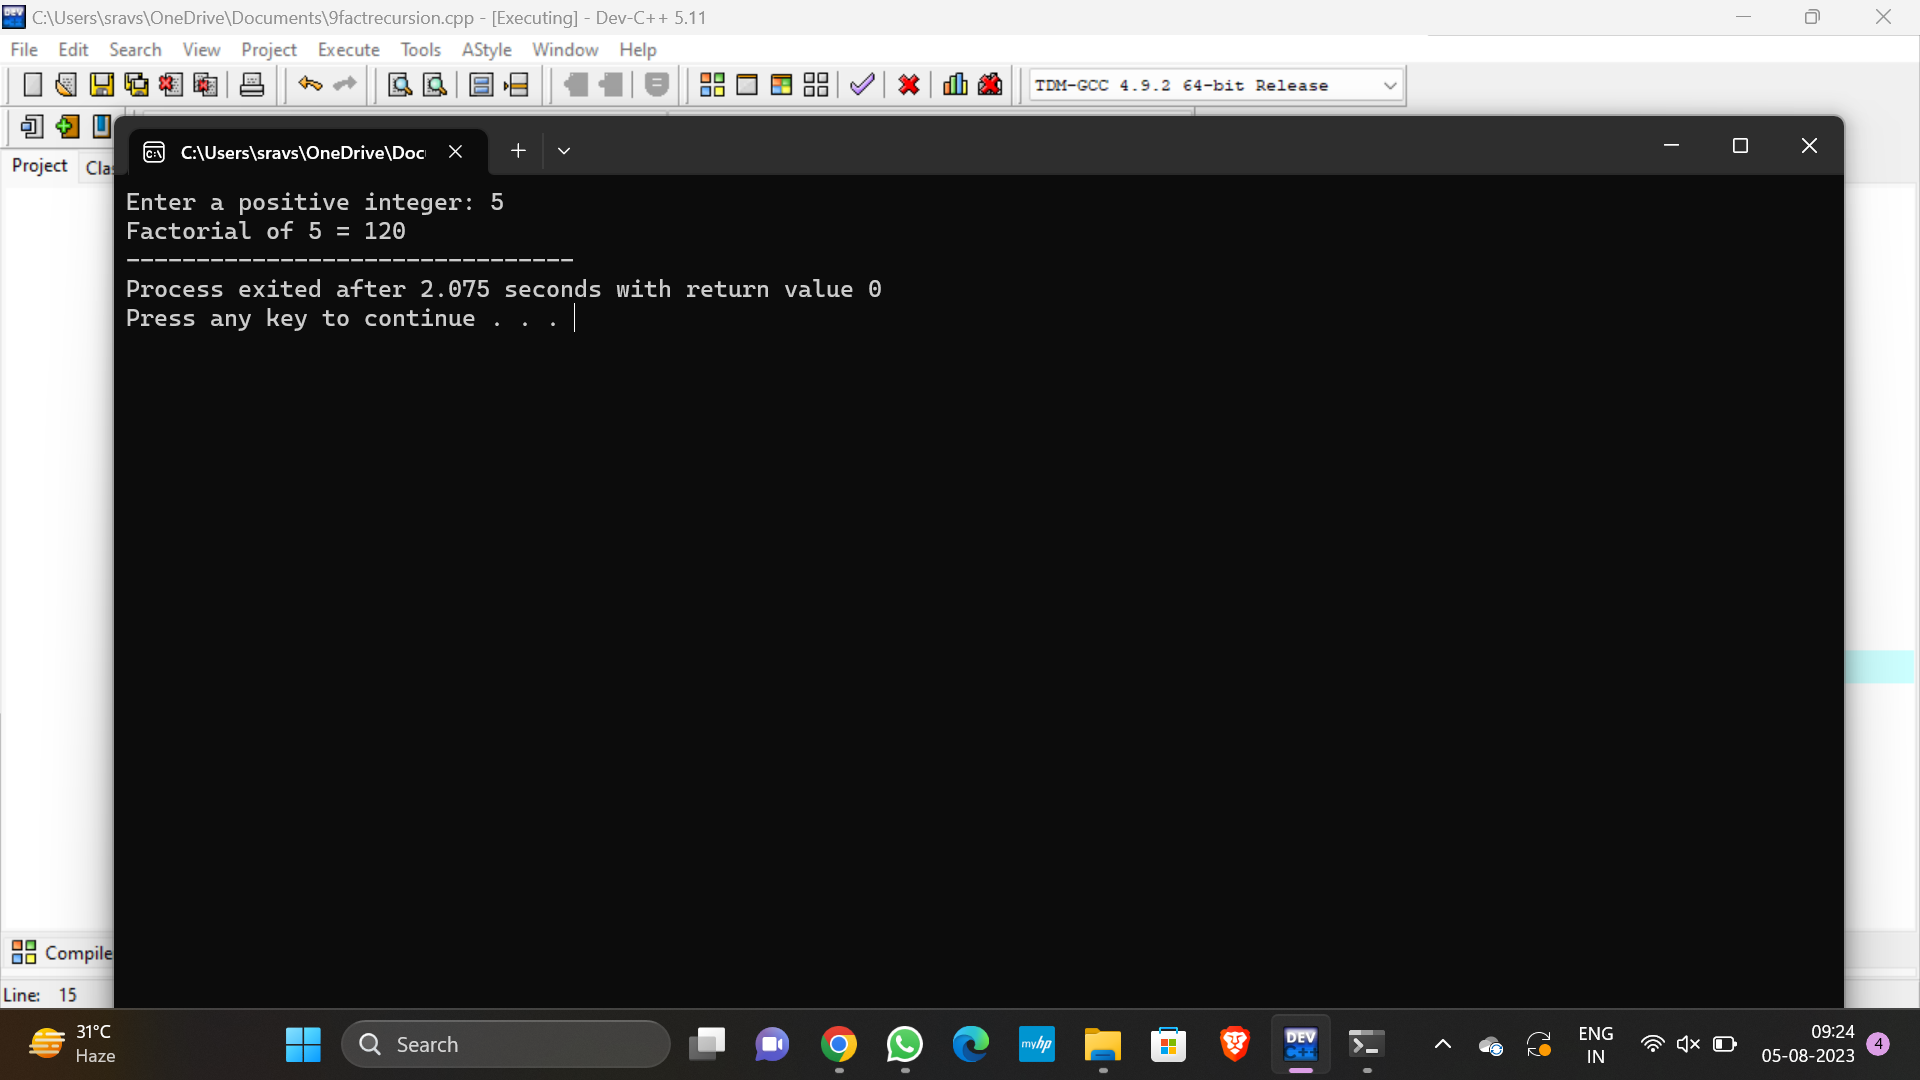 C:\Users\sravs\OneDrive\Documents\9factrecursion.cpp - [Executing] - Dev-C++ 5.11
File Edit Search View Project Execute Tools AStyle Window Help
TDM-GCC 4.9.2 64-bit Release
Project
C:\Users\sravs\OneDrive\Doc
Enter a positive integer: 5
Factorial of 5 = 120
--------------------------------
Process exited after 2.075 seconds with return value 0
Press any key to continue . . .
Line: 15
31°C
Haze
Search
myhp
DEV
C++
ENG
IN
09:24
05-08-2023
4